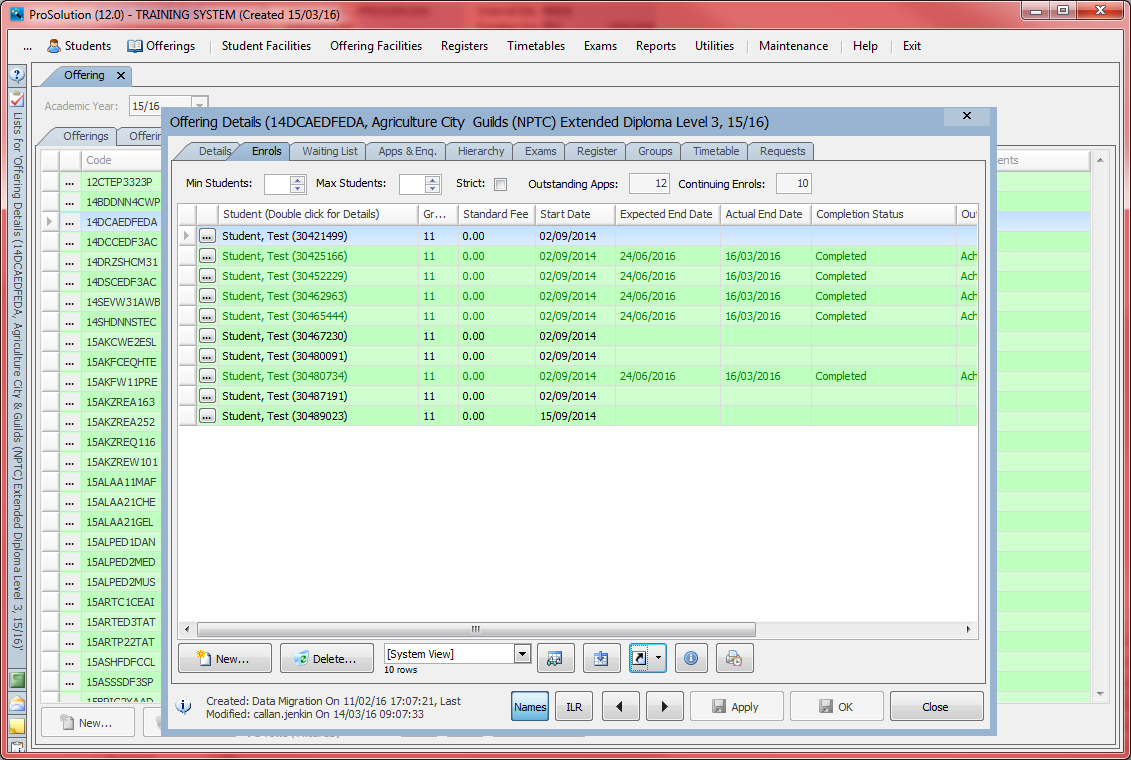 ProSolution (12.0) - TRAINING SYSTEM (Created 15/03/16)
... Students Offerings Student Facilities Offering Facilities Registers Timetables Exams Reports Utilities Maintenance Help Exit
Offering
Academic Year: 15/16
Offerings
Code
12CTEP3323P
14BDDNN4CWP
14DCAEDFEDA
14DCCEDF3AC
14DRZSHCM31
14DSCEDF3AC
14SEVW31AWB
14SHDNNSTEC
15AKCWE2ESL
15AKFCEQHTE
15AKFW11PRE
15AKZREA163
15AKZREA252
15AKZREQ116
15AKZREW101
15ALAA11MAF
15ALAA21CHE
15ALAA21GEL
15ALPED1DAN
15ALPED2MED
15ALPED2MUS
15ARTC1CEAI
15ARTED3TAT
15ARTP22TAT
15ASHFDFCCL
15ASSSDF3SP
New...
Lists for 'Offering Details (14DCAEDFEDA, Agriculture City & Guilds (NPTC) Extended Diploma Level 3, 15/16)'
Offering Details (14DCAEDFEDA, Agriculture City  Guilds (NPTC) Extended Diploma Level 3, 15/16)
Details Enrols Waiting List Apps & Enq. Hierarchy Exams Register Groups Timetable Requests
Min Students: Max Students: Strict: Outstanding Apps: 12 Continuing Enrols: 10
Student (Double click for Details) Gr... Standard Fee Start Date Expected End Date Actual End Date Completion Status Out
Student, Test (30421499) 11 0.00 02/09/2014
Student, Test (30425166) 11 0.00 02/09/2014 24/06/2016 16/03/2016 Completed Ach
Student, Test (30452229) 11 0.00 02/09/2014 24/06/2016 16/03/2016 Completed Ach
Student, Test (30462963) 11 0.00 02/09/2014 24/06/2016 16/03/2016 Completed Ach
Student, Test (30465444) 11 0.00 02/09/2014 24/06/2016 16/03/2016 Completed Ach
Student, Test (30467230) 11 0.00 02/09/2014
Student, Test (30480091) 11 0.00 02/09/2014
Student, Test (30480734) 11 0.00 02/09/2014 24/06/2016 16/03/2016 Completed Ach
Student, Test (30487191) 11 0.00 02/09/2014
Student, Test (30489023) 11 0.00 15/09/2014
New... Delete... [System View]
10 rows
Created: Data Migration On 11/02/16 17:07:21, Last
Modified: callan.jenkin On 14/03/16 09:07:33
Names ILR Apply OK Close